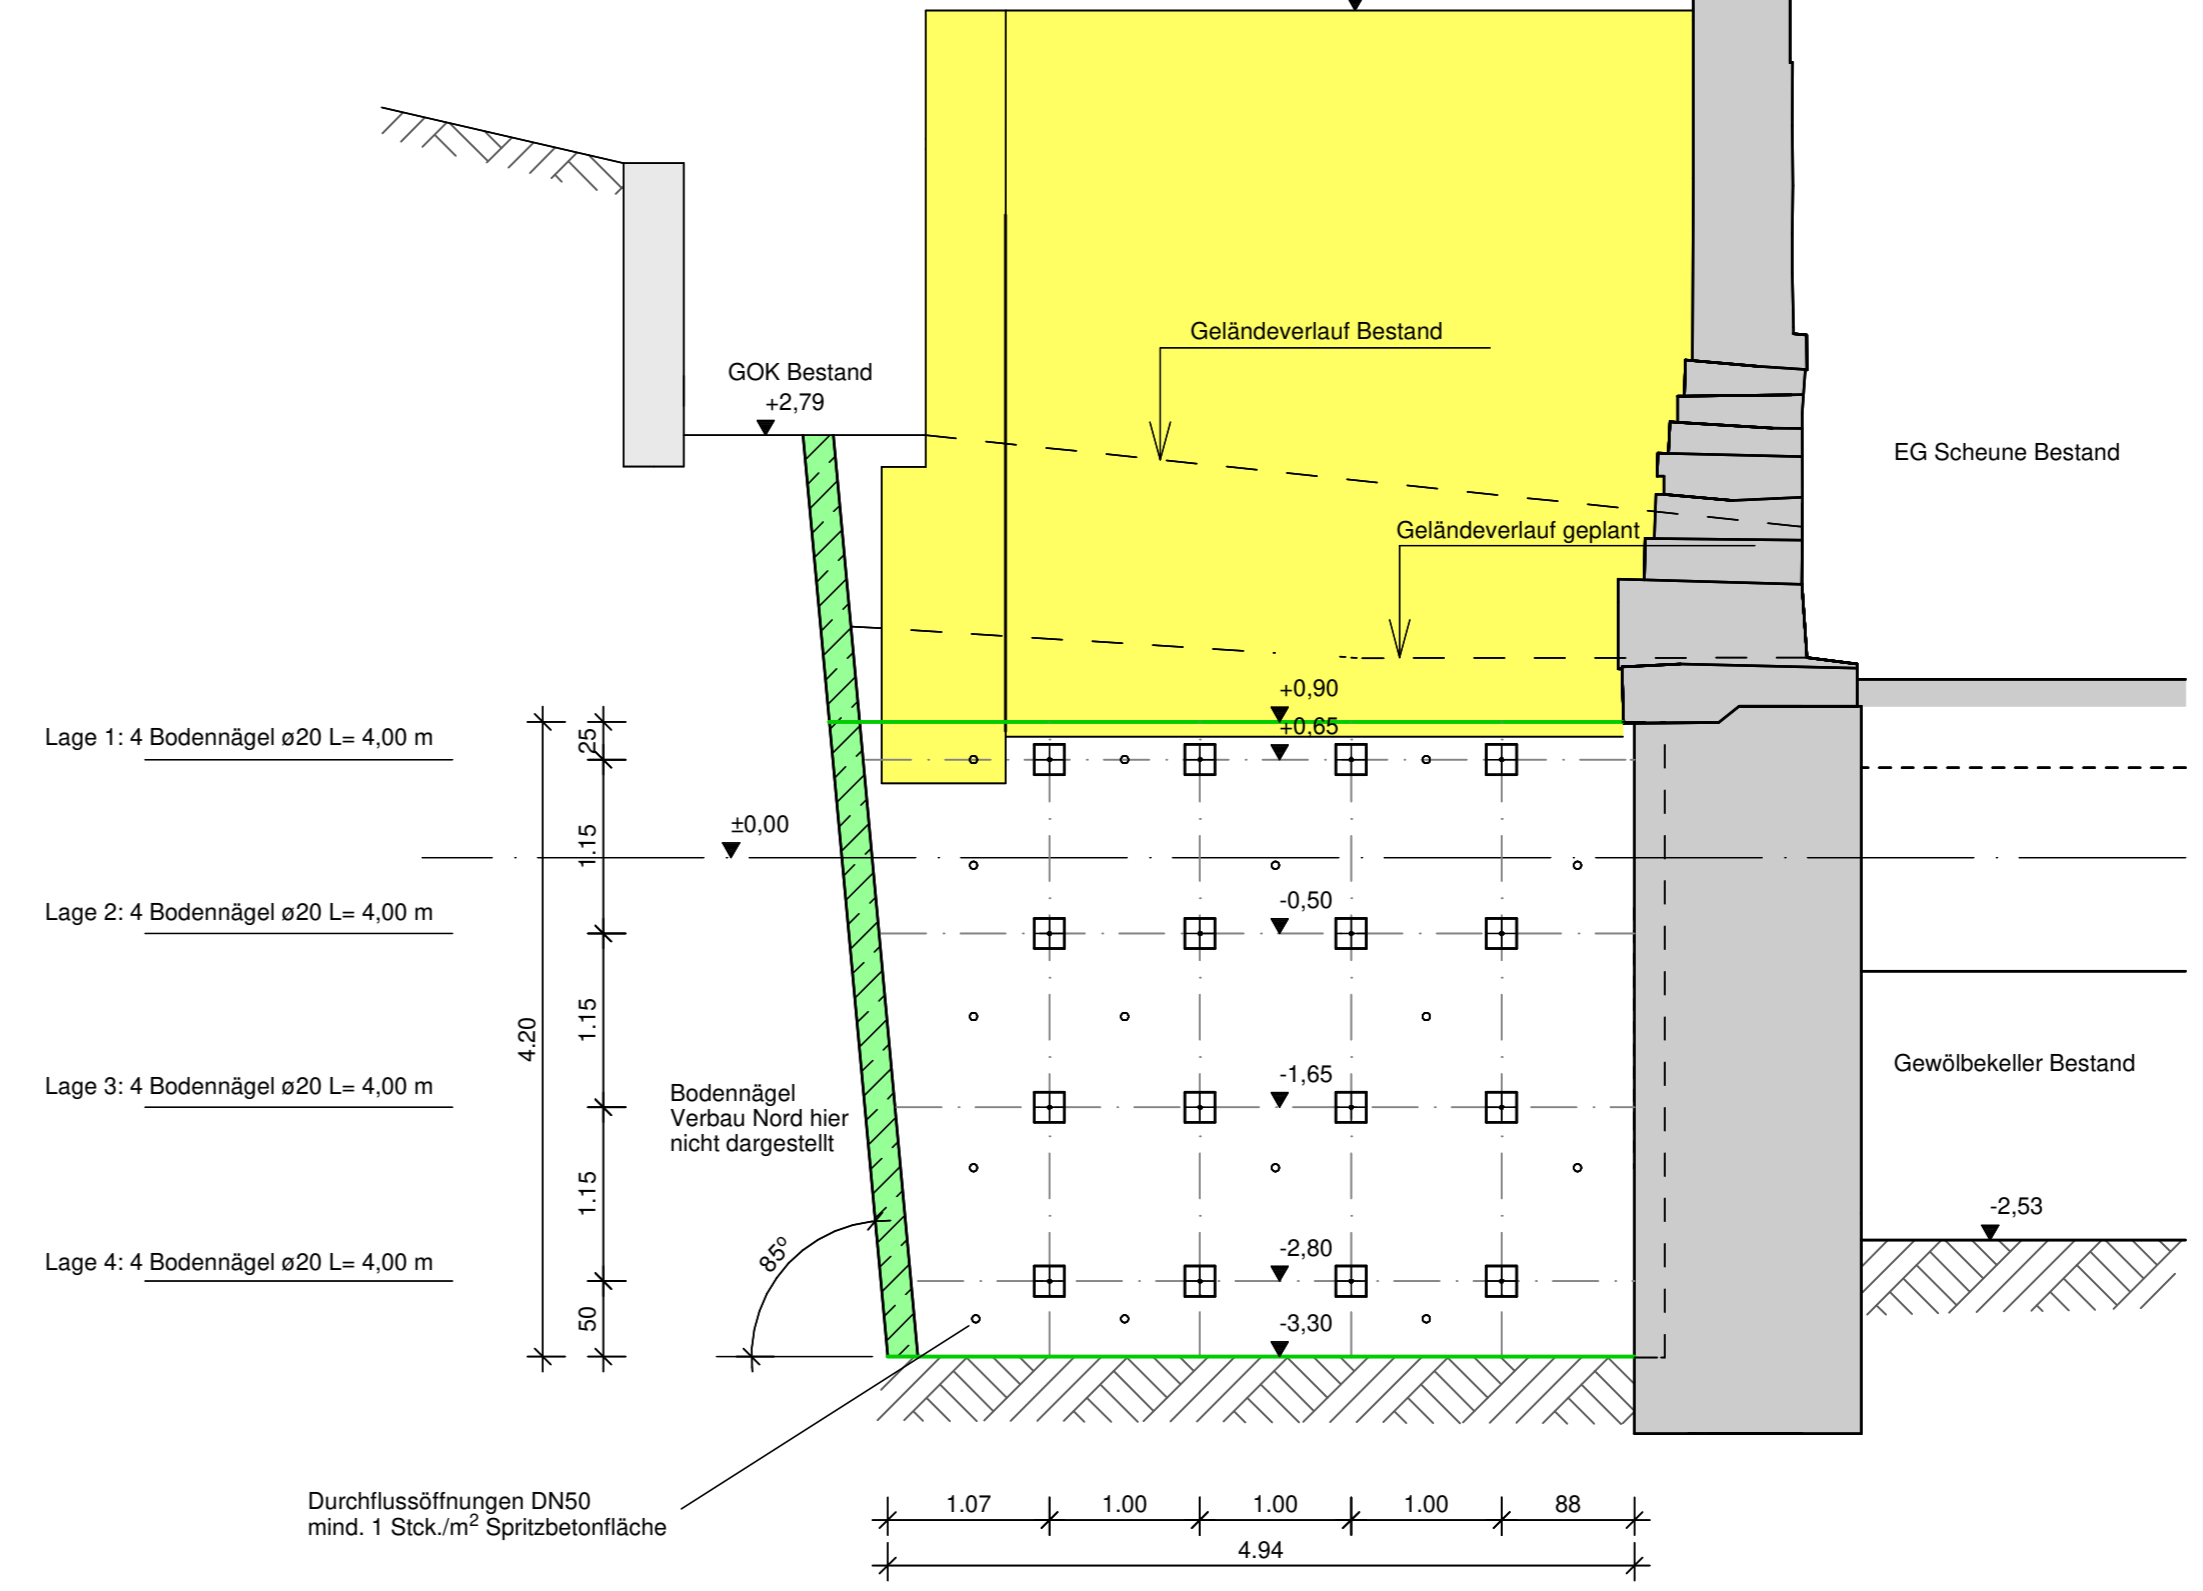 Geländeverlauf Bestand
GOK Bestand
+2,79
EG Scheune Bestand
Geländeverlauf geplant
+0,90
+0,65
Lage 1: 4 Bodennägel ø20 L= 4,00 m
25
±0,00
1.15
-0,50
Lage 2: 4 Bodennägel ø20 L= 4,00 m
4.20
1.15
Gewölbekeller Bestand
-1,65
Lage 3: 4 Bodennägel ø20 L= 4,00 m
Bodennägel
Verbau Nord hier
nicht dargestellt
1.15
-2,53
85°
-2,80
Lage 4: 4 Bodennägel ø20 L= 4,00 m
50
-3,30
Durchflussöffnungen DN50
mind. 1 Stck./m² Spritzbetonfläche
1.07 1.00 1.00 1.00 88
4.94